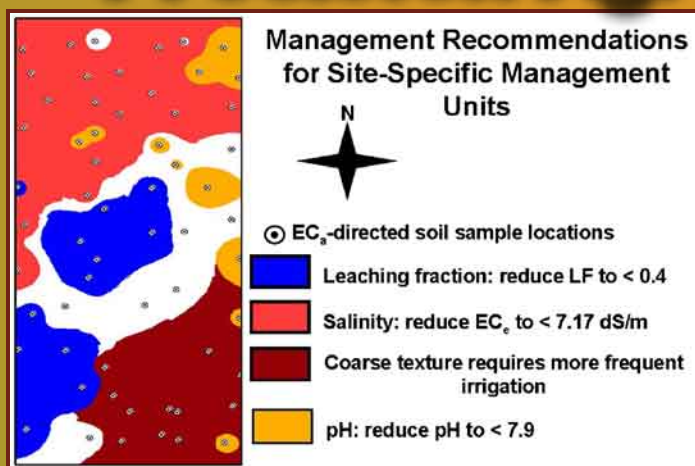 Management Recommendations
for Site-Specific Management
Units
N
ECa-directed soil sample locations
Leaching fraction: reduce LF to < 0.4
Salinity: reduce ECe to < 7.17 dS/m
Coarse texture requires more frequent
irrigation
pH: reduce pH to < 7.9